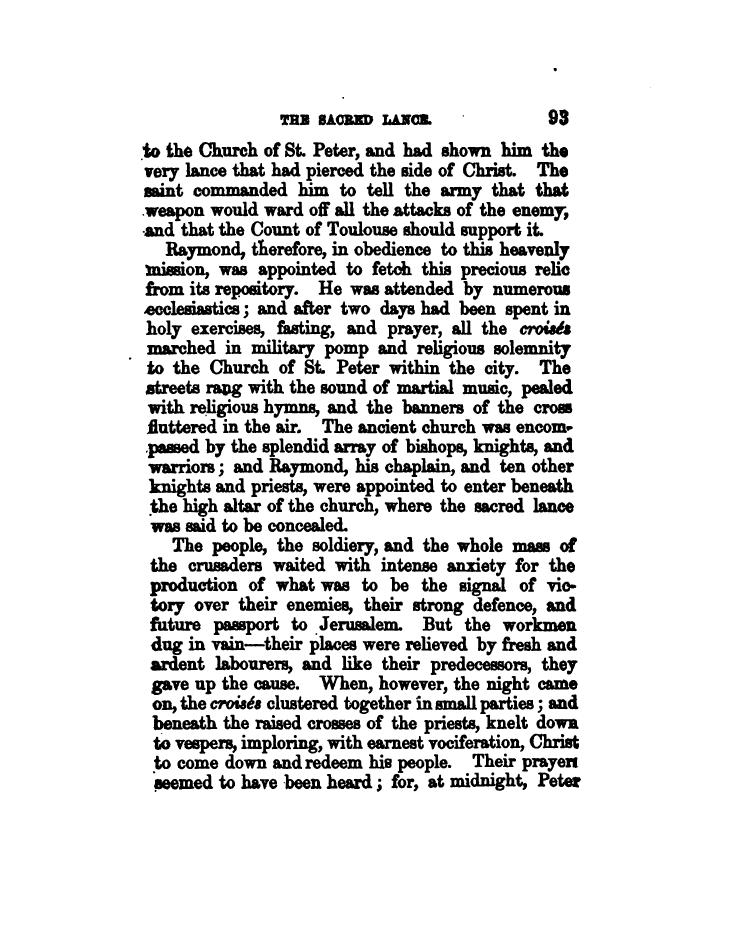 THE SACRED LANCE. 93
to the Church of St. Peter, and had shown him the
very lance that had pierced the side of Christ. The
saint commanded him to tell the army that that
weapon would ward off all the attacks of the enemy,
and that the Count of Toulouse should support it.
Raymond, therefore, in obedience to this heavenly
mission, was appointed to fetch this precious relic
from its repository. He was attended by numerous
ecclesiastics; and after two days had been spent in
holy exercises, fasting, and prayer, all the croisés
marched in military pomp and religious solemnity
to the Church of St. Peter within the city. The
streets rang with the sound of martial music, pealed
with religious hymns, and the banners of the cross
fluttered in the air. The ancient church was encom-
passed by the splendid array of bishops, knights, and
warriors; and Raymond, his chaplain, and ten other
knights and priests, were appointed to enter beneath
the high altar of the church, where the sacred lance
was said to be concealed.
The people, the soldiery, and the whole mass of
the crusaders waited with intense anxiety for the
production of what was to be the signal of vic-
tory over their enemies, their strong defence, and
future passport to Jerusalem. But the workmen
dug in vain—their places were relieved by fresh and
ardent labourers, and like their predecessors, they
gave up the cause. When, however, the night came
on, the croisés clustered together in small parties; and
beneath the raised crosses of the priests, knelt down
to vespers, imploring, with earnest vociferation, Christ
to come down and redeem his people. Their prayers
seemed to have been heard; for, at midnight, Peter